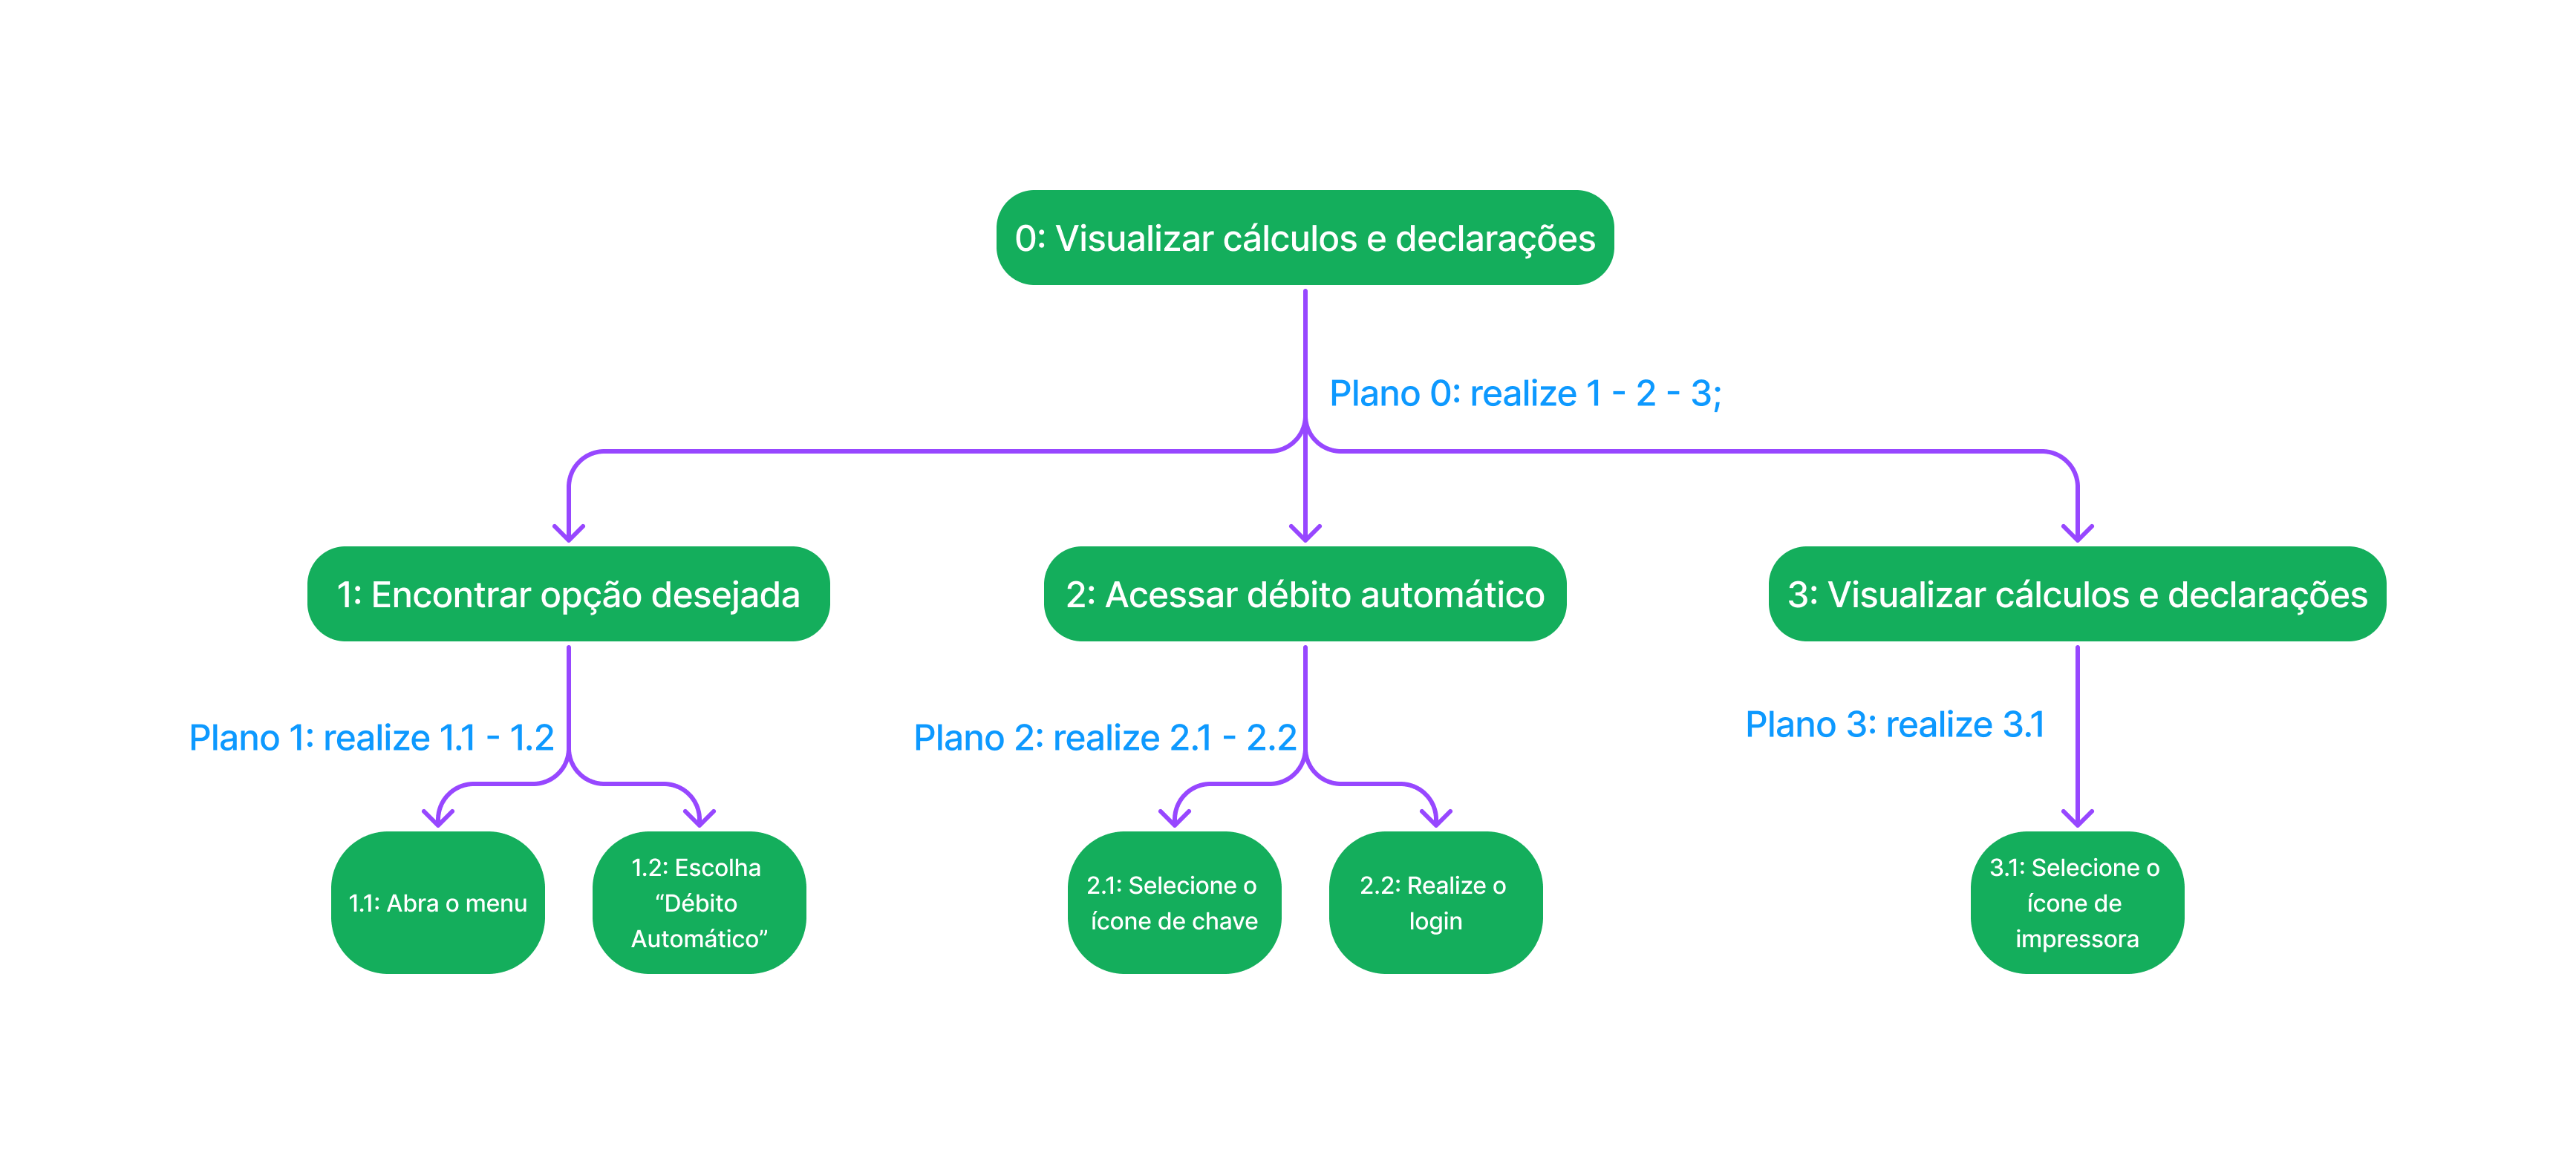 0: Visualizar cálculos e declarações
Plano 0: realize 1 - 2 - 3;
1: Encontrar opção desejada
2: Acessar débito automático
3: Visualizar cálculos e declarações
Plano 1: realize 1.1 - 1.2
Plano 2: realize 2.1 - 2.2
Plano 3: realize 3.1
1.1: Abra o menu
1.2: Escolha
“Débito
Automático”
2.1: Selecione o
ícone de chave
2.2: Realize o
login
3.1: Selecione o
ícone de
impressora